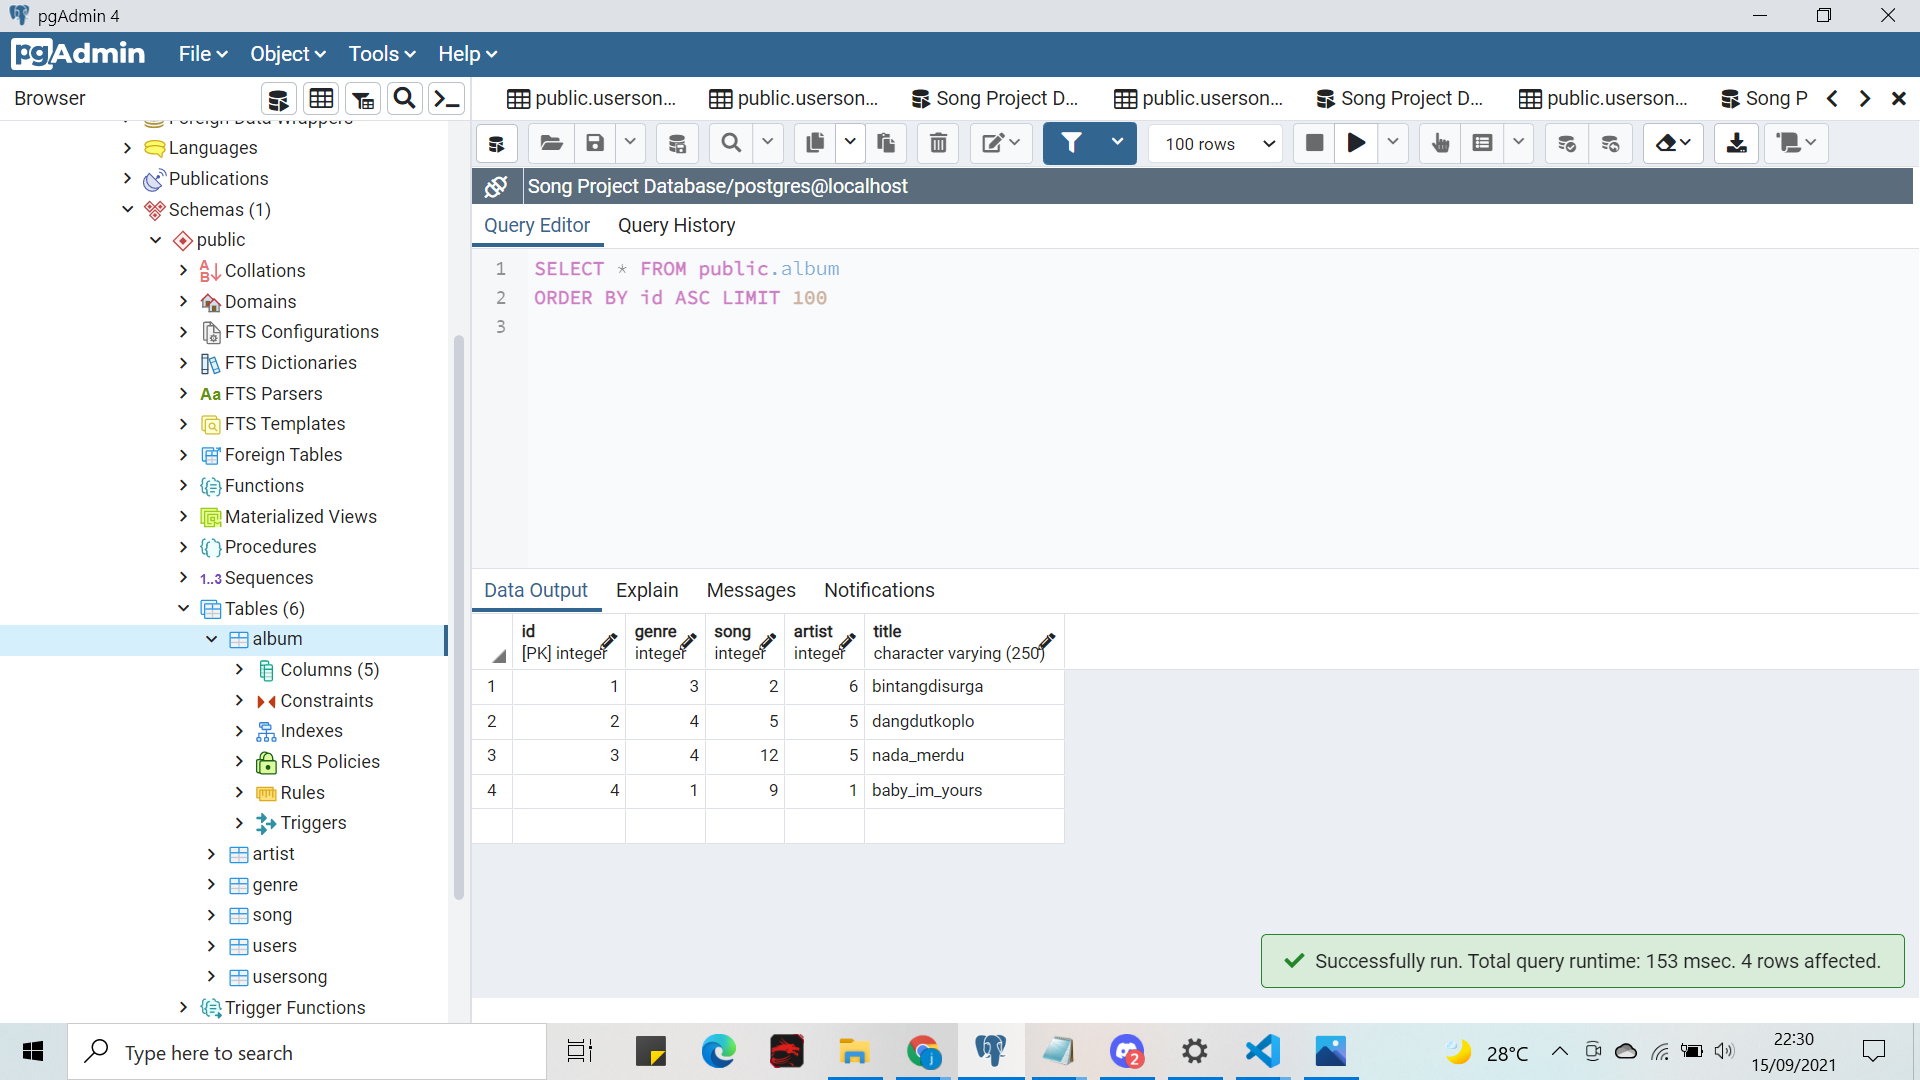 pgAdmin 4
pgAdmin File Object Tools Help
Browser
public.userson... public.userson... Song Project D... public.userson... Song Project D... public.userson... Song P
Foreign Data Wrappers
Languages
Publications
Schemas (1)
public
Collations
Domains
FTS Configurations
FTS Dictionaries
Aa FTS Parsers
FTS Templates
Foreign Tables
Functions
Materialized Views
Procedures
1..3 Sequences
Tables (6)
album
Columns (5)
Constraints
Indexes
RLS Policies
Rules
Triggers
artist
genre
song
users
usersong
Trigger Functions
100 rows
Song Project Database/postgres@localhost
Query Editor Query History
1 SELECT * FROM public.album
2 ORDER BY id ASC LIMIT 100
3
Data Output Explain Messages Notifications
id genre song artist title
[PK] integer integer integer integer character varying (250)
1 1 3 2 6 bintangdisurga
2 2 4 5 5 dangdutkoplo
3 3 4 12 5 nada_merdu
4 4 1 9 1 baby_im_yours
Successfully run. Total query runtime: 153 msec. 4 rows affected.
Type here to search
j
2
28°C
22:30
15/09/2021